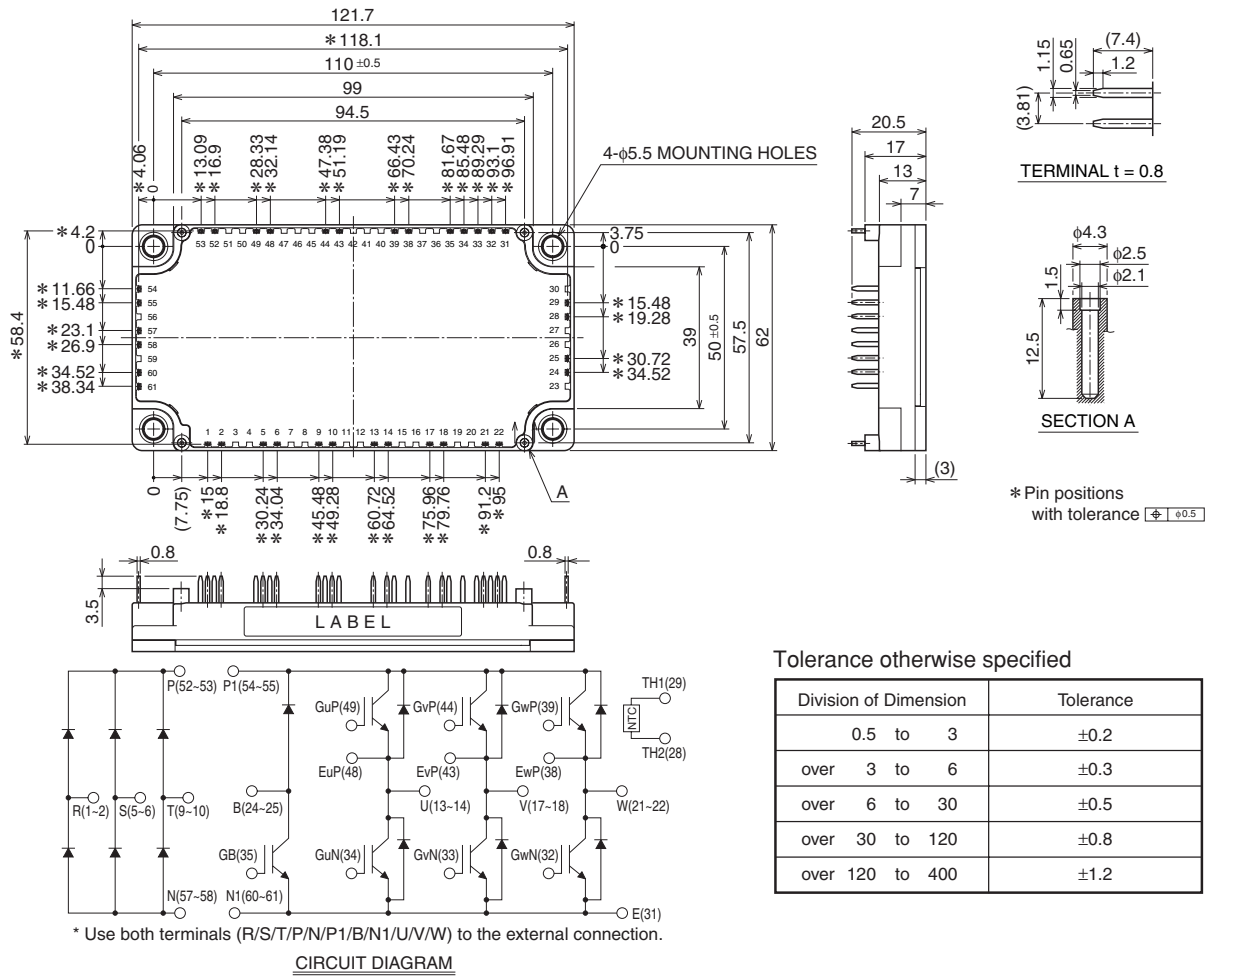 121.7
*118.1
110 ±0.5
99
94.5
*4.06
0
*13.09
*16.9
*28.33
*32.14
*47.38
*51.19
*66.43
*70.24
*81.67
*85.48
*89.29
*93.1
*96.91
4-φ5.5 MOUNTING HOLES
53 52 51 50 49 48 47 46 45 44 43 42 41 40 39 38 37 36 35 34 33 32 31
*4.2
0
*11.66
*15.48
*23.1
*26.9
*34.52
*38.34
*58.4
54
55
56
57
58
59
60
61
30
29
28
27
26
25
24
23
3.75
0
*15.48
*19.28
*30.72
*34.52
39
50 ±0.5
57.5
62
1 2 3 4 5 6 7 8 9 10 11 12 13 14 15 16 17 18 19 20 21 22
0
(7.75)
*15
*18.8
*30.24
*34.04
*45.48
*49.28
*60.72
*64.52
*75.96
*79.76
*91.2
*95
A
20.5
17
13
7
(3)
1.15
0.65
(7.4)
1.2
(3.81)
TERMINAL t = 0.8
φ4.3
φ2.5
φ2.1
1.5
12.5
SECTION A
* Pin positions
with tolerance ⌖ φ0.5
0.8
0.8
3.5
LABEL
P(52~53)
P1(54~55)
GuP(49)
GvP(44)
GwP(39)
TH1(29)
NTC
TH2(28)
EuP(48)
EvP(43)
EwP(38)
R(1~2)
S(5~6)
T(9~10)
B(24~25)
U(13~14)
V(17~18)
W(21~22)
GB(35)
GuN(34)
GvN(33)
GwN(32)
N(57~58)
N1(60~61)
E(31)
* Use both terminals (R/S/T/P/N/P1/B/N1/U/V/W) to the external connection.
CIRCUIT DIAGRAM
Tolerance otherwise specified
Division of Dimension Tolerance
0.5 to 3 ±0.2
over 3 to 6 ±0.3
over 6 to 30 ±0.5
over 30 to 120 ±0.8
over 120 to 400 ±1.2